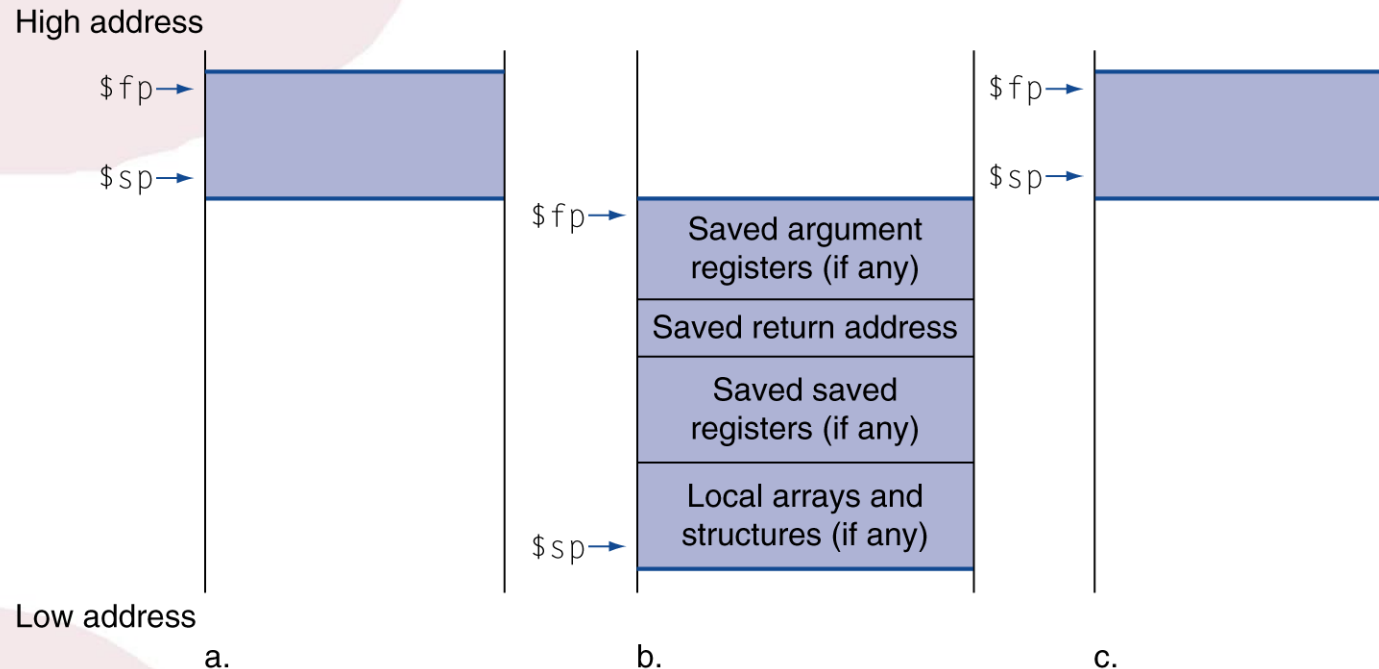 High address
$fp
$sp
$fp
Saved argument
registers (if any)
Saved return address
Saved saved
registers (if any)
Local arrays and
structures (if any)
$sp
$fp
$sp
Low address
a.
b.
c.